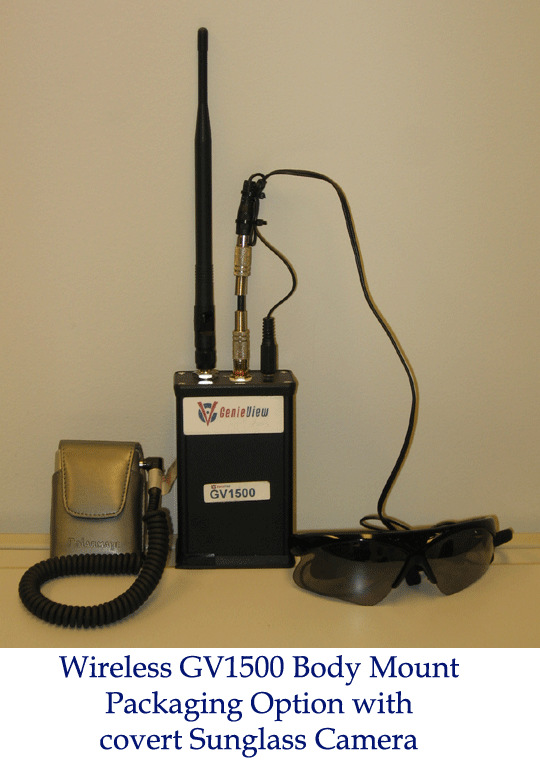 GenieView
GV1500
Wireless GV1500 Body Mount
Packaging Option with
covert Sunglass Camera